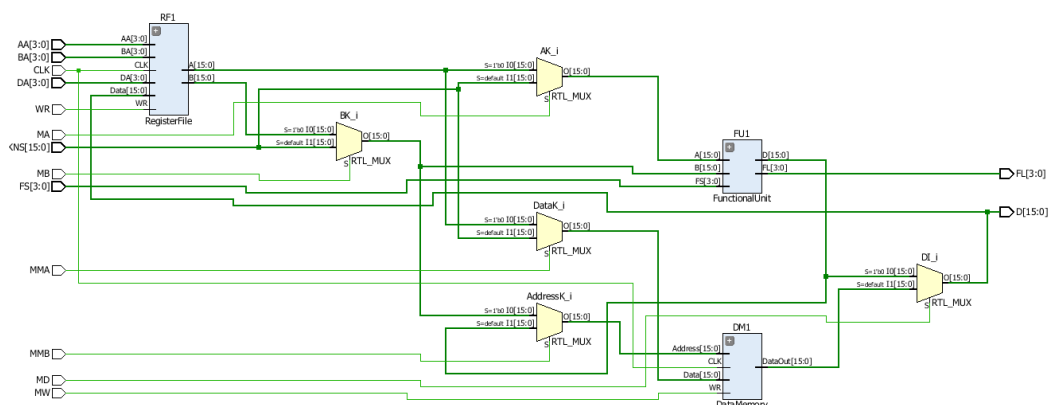 RF1
AA[3:0]
BA[3:0]
CLK
DA[3:0]
WR
MA
KNS[15:0]
MB
FS[3:0]
MMA
MMB
MD
MW
AA[3:0]
BA[3:0]
CLK
DA[3:0]
Data[15:0]
WR
A[15:0]
B[15:0]
RegisterFile
BK_i
S=1'b0 I0[15:0]
S=default I1[15:0]
O[15:0]
S
RTL_MUX
AK_i
S=1'b0 I0[15:0]
S=default I1[15:0]
O[15:0]
S
RTL_MUX
DataK_i
S=1'b0 I0[15:0]
S=default I1[15:0]
O[15:0]
S
RTL_MUX
AddressK_i
S=1'b0 I0[15:0]
S=default I1[15:0]
O[15:0]
S
RTL_MUX
FU1
A[15:0]
B[15:0]
FS[3:0]
D[15:0]
FL[3:0]
FunctionalUnit
DM1
Address[15:0]
CLK
Data[15:0]
WR
DataOut[15:0]
DataMemory
DI_i
S=1'b0 I0[15:0]
S=default I1[15:0]
O[15:0]
S
RTL_MUX
FL[3:0]
D[15:0]